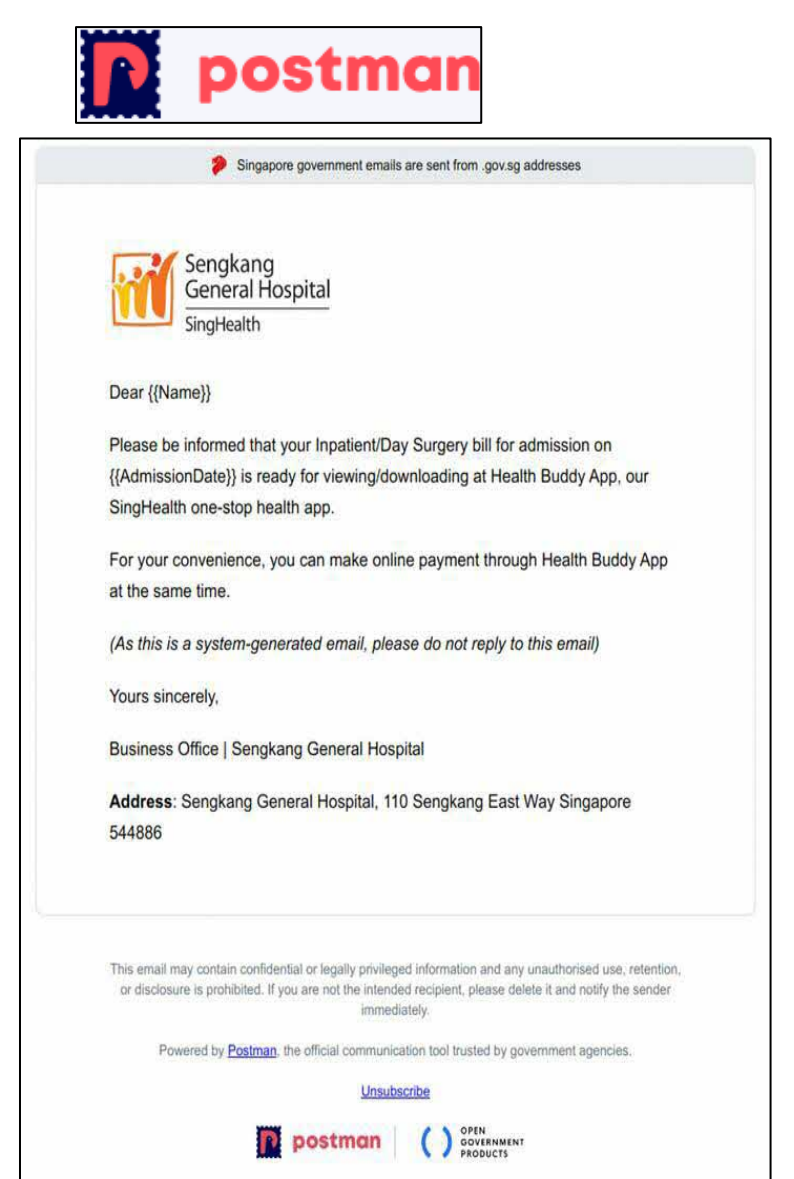 postman
Singapore government emails are sent from .gov.sg addresses
Sengkang
General Hospital
SingHealth
Dear {{Name}}
Please be informed that your Inpatient/Day Surgery bill for admission on
{{AdmissionDate}} is ready for viewing/downloading at Health Buddy App, our
SingHealth one-stop health app.
For your convenience, you can make online payment through Health Buddy App
at the same time.
(As this is a system-generated email, please do not reply to this email)
Yours sincerely,
Business Office | Sengkang General Hospital
Address: Sengkang General Hospital, 110 Sengkang East Way Singapore
544886
This email may contain confidential or legally privileged information and any unauthorised use, retention,
or disclosure is prohibited. If you are not the intended recipient, please delete it and notify the sender
immediately.
Powered by Postman, the official communication tool trusted by government agencies.
Unsubscribe
postman
OPEN
GOVERNMENT
PRODUCTS